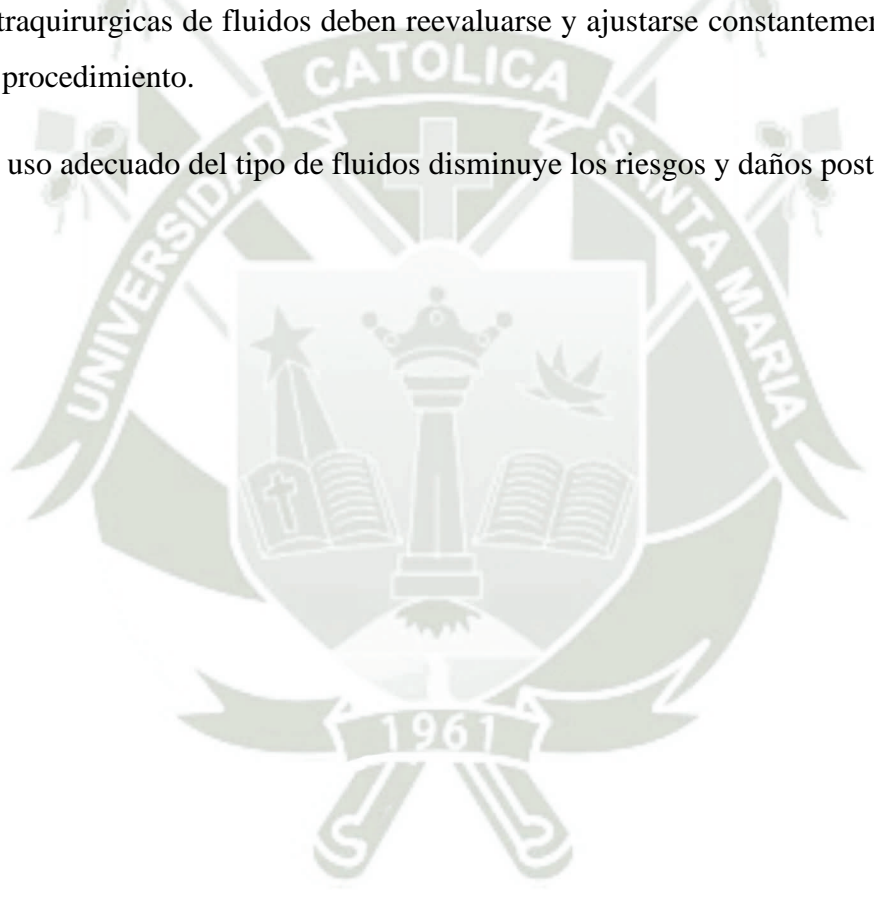 traquirurgicas de fluidos deben reevaluarse y ajustarse constantemen
procedimiento.
uso adecuado del tipo de fluidos disminuye los riesgos y daños post
UNIVERSIDAD CATOLICA SANTA MARIA
1961